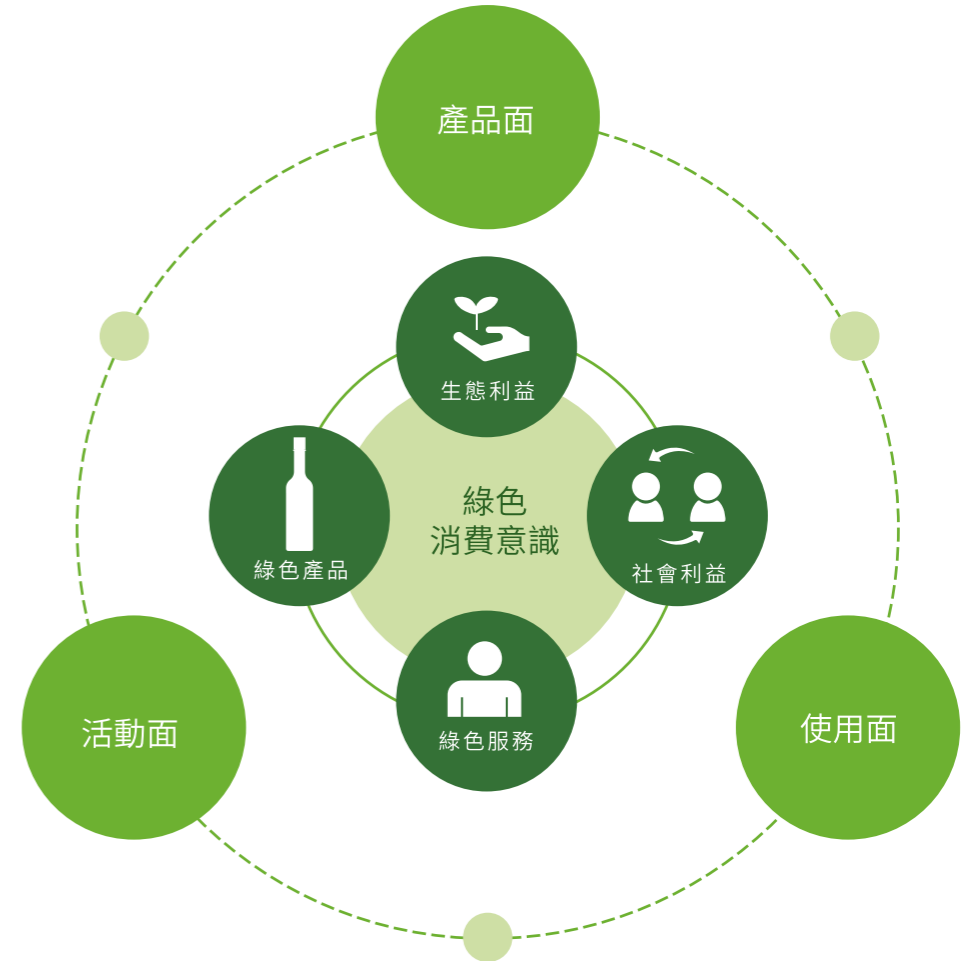 產品面
生態利益
綠色
消費意識
綠色產品
社會利益
綠色服務
活動面
使用面